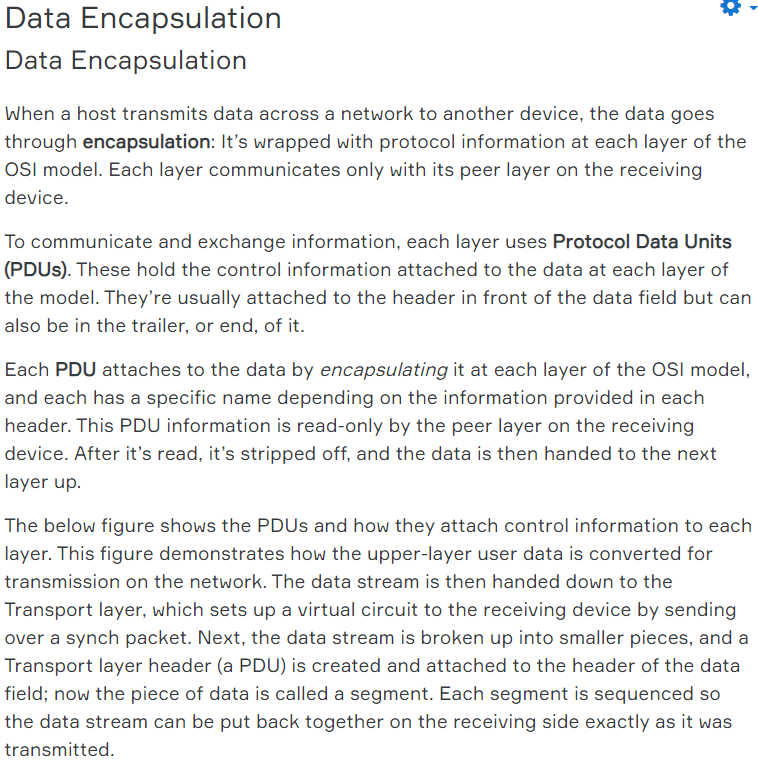 Data Encapsulation
Data Encapsulation
When a host transmits data across a network to another device, the data goes
through encapsulation: It's wrapped with protocol information at each layer of the
OSI model. Each layer communicates only with its peer layer on the receiving
device.
To communicate and exchange information, each layer uses Protocol Data Units
(PDUs). These hold the control information attached to the data at each layer of
the model. They're usually attached to the header in front of the data field but can
also be in the trailer, or end, of it.
Each PDU attaches to the data by encapsulating it at each layer of the OSI model,
and each has a specific name depending on the information provided in each
header. This PDU information is read-only by the peer layer on the receiving
device. After it's read, it's stripped off, and the data is then handed to the next
layer up.
The below figure shows the PDUs and how they attach control information to each
layer. This figure demonstrates how the upper-layer user data is converted for
transmission on the network. The data stream is then handed down to the
Transport layer, which sets up a virtual circuit to the receiving device by sending
over a synch packet. Next, the data stream is broken up into smaller pieces, and a
Transport layer header (a PDU) is created and attached to the header of the data
field; now the piece of data is called a segment. Each segment is sequenced so
the data stream can be put back together on the receiving side exactly as it was
transmitted.